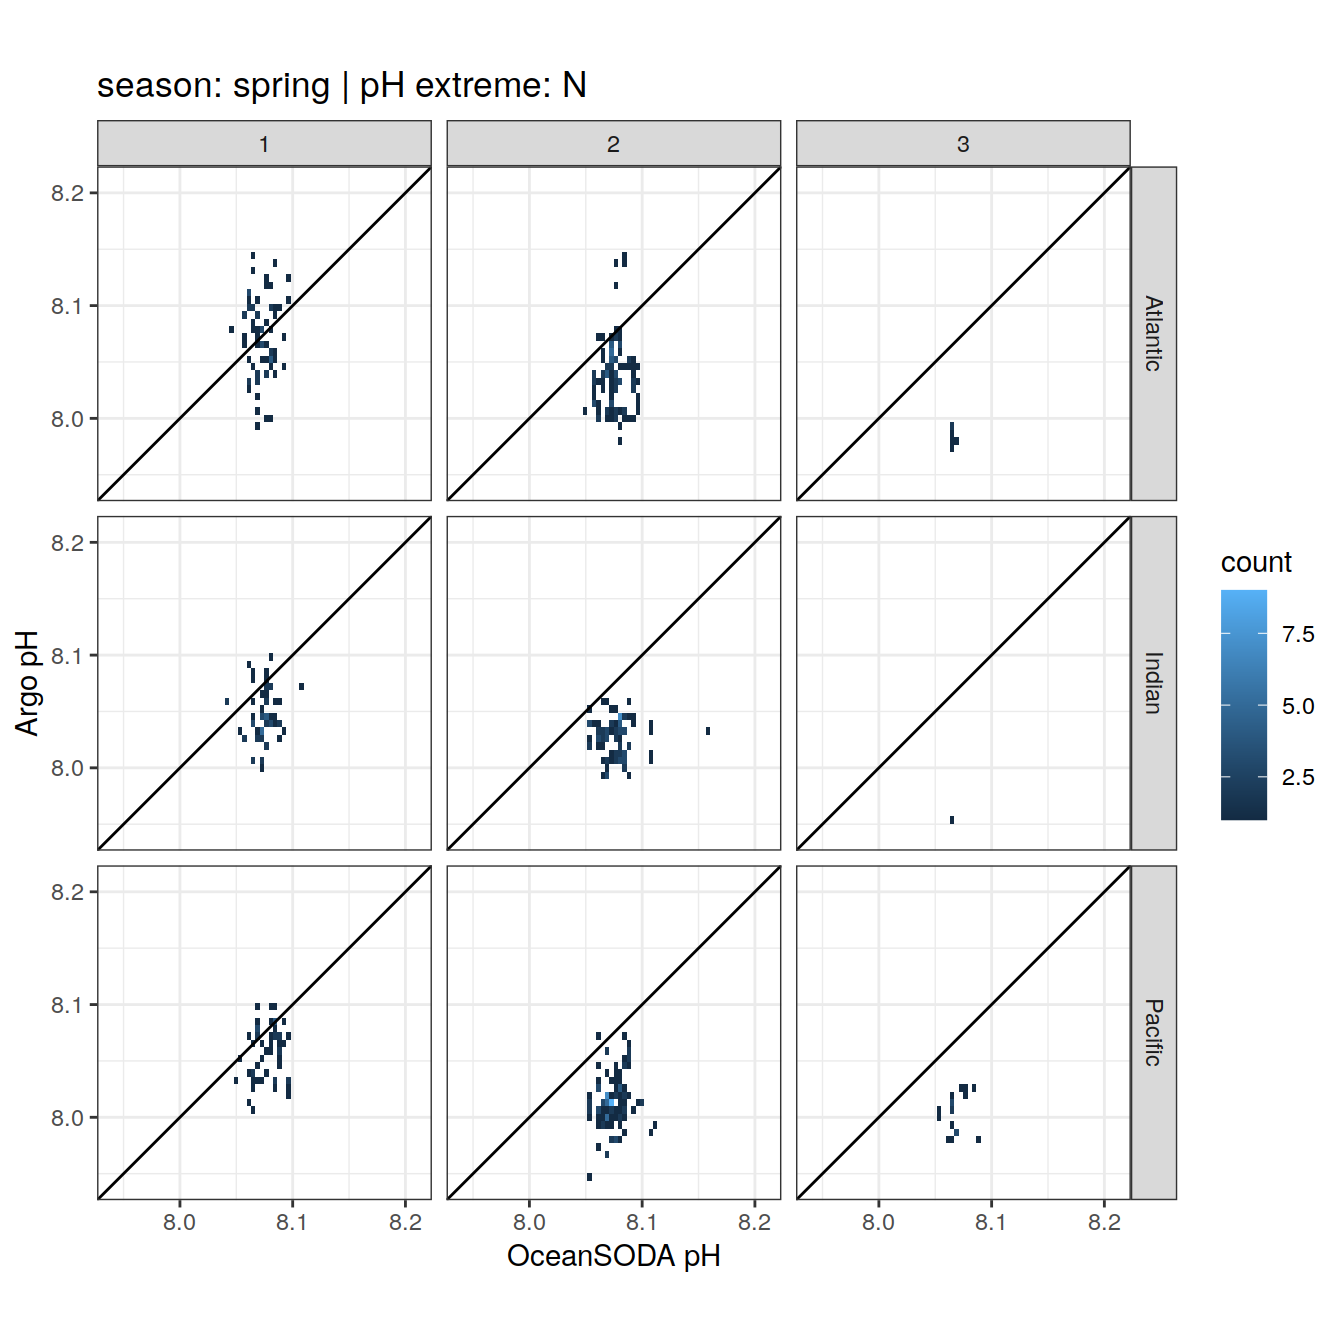 season: spring | pH extreme: N
1 2 3
8.2
8.1
8.0
Atlantic
8.2
8.1
8.0
Indian
8.2
8.1
8.0
Pacific
Argo pH
8.0 8.1 8.2 8.0 8.1 8.2 8.0 8.1 8.2
OceanSODA pH
count
7.5
5.0
2.5